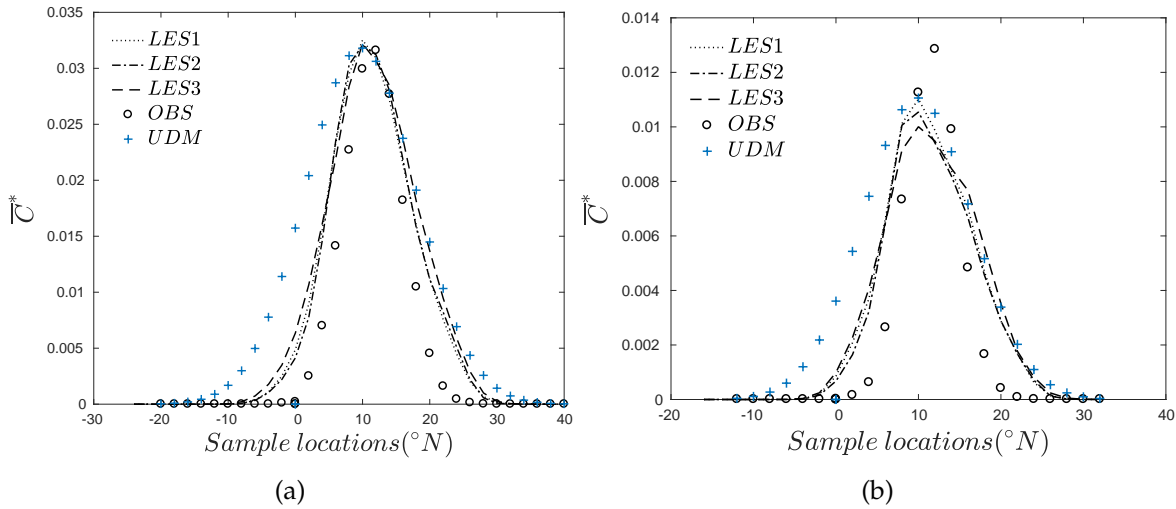 0.035
0.03
0.025
0.02
0.015
0.01
0.005
0
-30 -20 -10 0 10 20 30 40
C̅*
Sample locations(°N)
LES1
LES2
LES3
OBS
UDM
(a)
0.014
0.012
0.01
0.008
0.006
0.004
0.002
0
-20 -10 0 10 20 30 40
C̅*
Sample locations(°N)
LES1
LES2
LES3
OBS
UDM
(b)